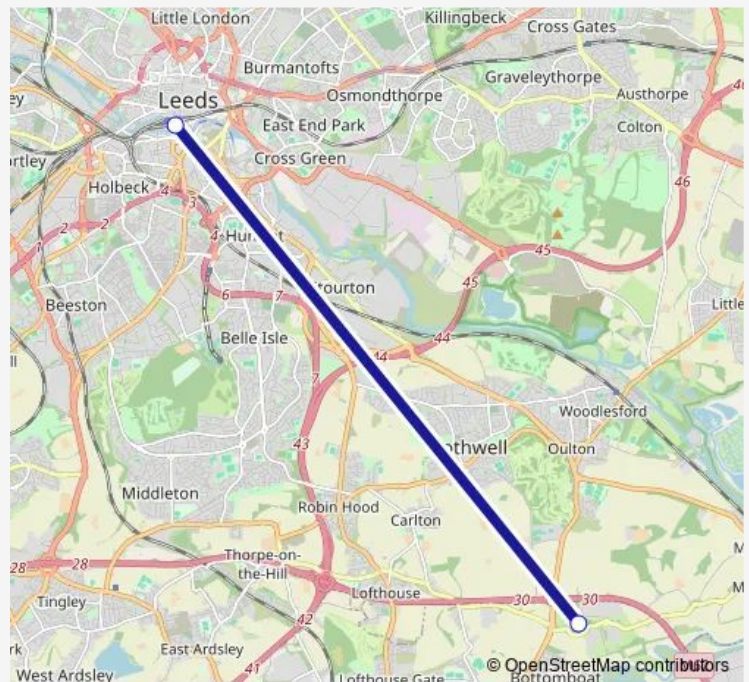 Little London
Killingbeck
Cross Gates
Burmantofts
Graveleythorpe
Leeds
Osmondthorpe
Austhorpe
East End Park
Colton
Cross Green
Holbeck
4
3
46
2
2
4
1
45
45
6
7
Stourton
Beeston
Little
Belle Isle
44
44
7
Woodlesford
43
Oulton
Middleton
Robin Hood
Carlton
28
28
Thorpe-on-
the-Hill
Lofthouse
30
30
Tingley
42
East Ardsley
41
West Ardsley
Lofthouse Gate
Bottomboat
© OpenStreetMap contributors